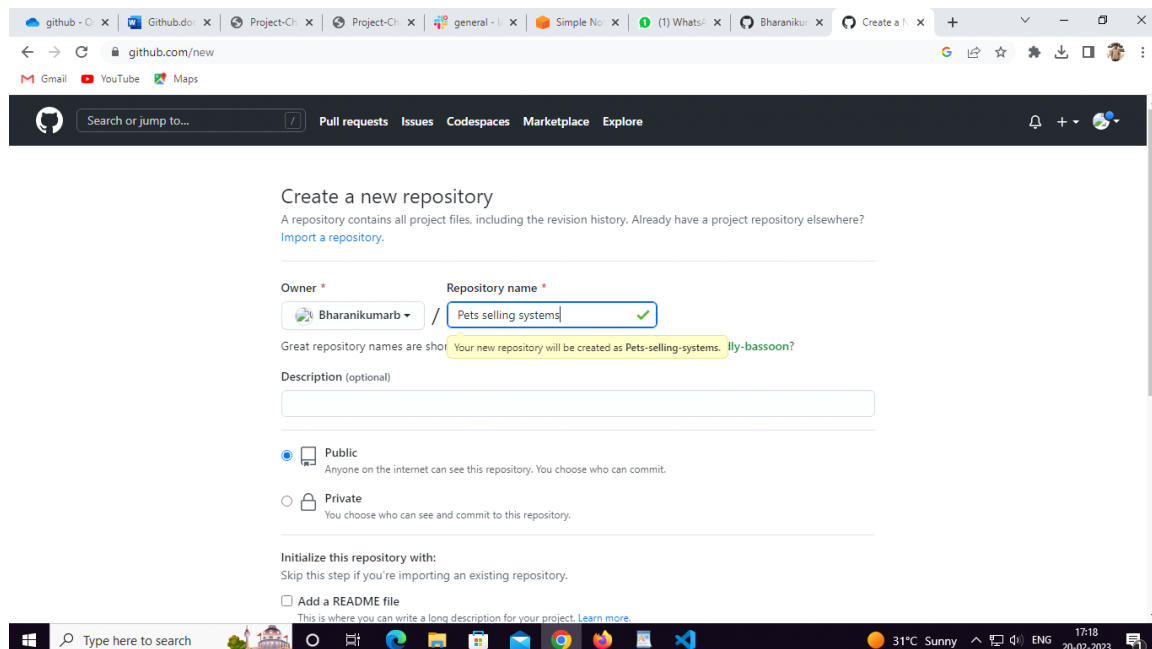 github - O
Github.do
Project-Ch
Project-Ch
general -
Simple No
(1) Whats
Bharanikur
Create a N
github.com/new
Gmail
YouTube
Maps
Search or jump to...
/
Pull requests
Issues
Codespaces
Marketplace
Explore
Create a new repository
A repository contains all project files, including the revision history. Already have a project repository elsewhere?
Import a repository.
Owner *
Repository name *
Bharanikumarb
/
Pets selling systems
Great repository names are shor
Your new repository will be created as Pets-selling-systems.
lly-bassoon?
Description (optional)
Public
Anyone on the internet can see this repository. You choose who can commit.
Private
You choose who can see and commit to this repository.
Initialize this repository with:
Skip this step if you're importing an existing repository.
Add a README file
This is where you can write a long description for your project. Learn more.
Type here to search
31°C Sunny
ENG
17:18
20-02-2023